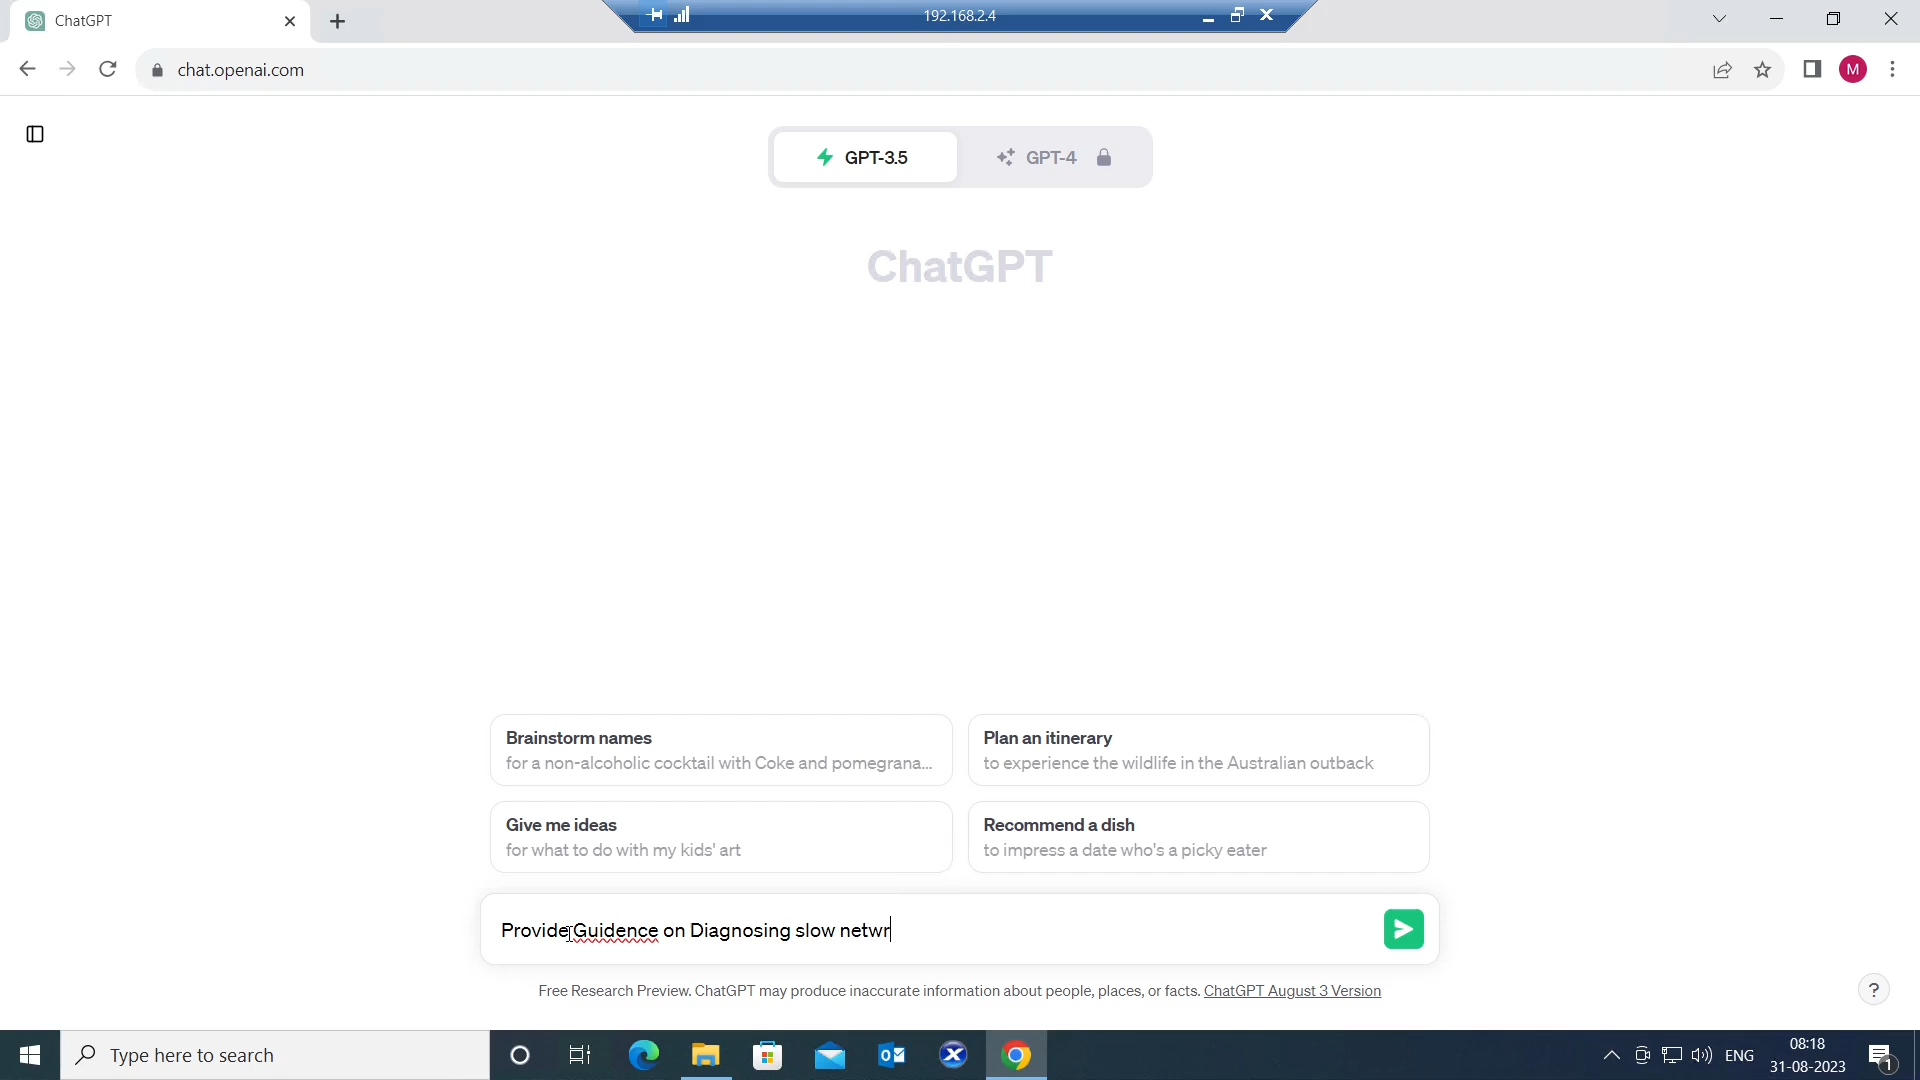 ChatGPT
192.168.2.4
chat.openai.com
M
GPT-3.5
GPT-4
ChatGPT
Brainstorm names
for a non-alcoholic cocktail with Coke and pomegrana...
Plan an itinerary
to experience the wildlife in the Australian outback
Give me ideas
for what to do with my kids' art
Recommend a dish
to impress a date who's a picky eater
Provide Guidence on Diagnosing slow netwr
Free Research Preview. ChatGPT may produce inaccurate information about people, places, or facts. ChatGPT August 3 Version
?
Type here to search
ENG
08:18
31-08-2023
1